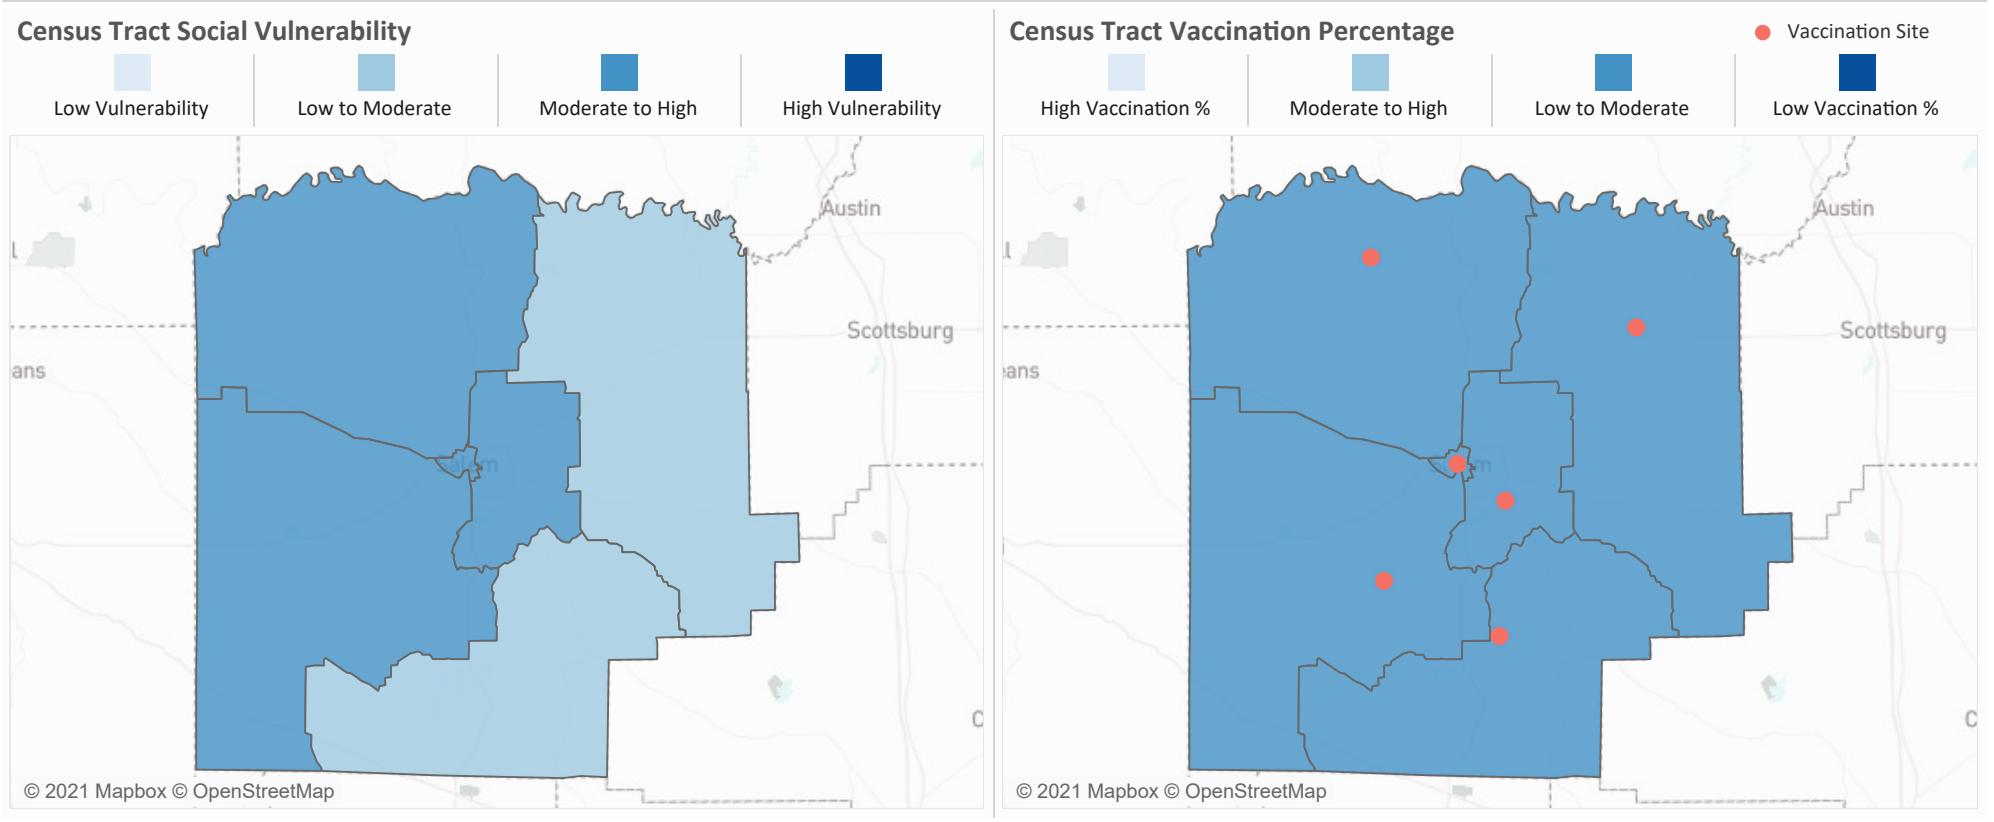 Census Tract Social Vulnerability
Low Vulnerability
Low to Moderate
Moderate to High
High Vulnerability
Austin
Scottsburg
ans
Salem
© 2021 Mapbox © OpenStreetMap
Census Tract Vaccination Percentage
Vaccination Site
High Vaccination %
Moderate to High
Low to Moderate
Low Vaccination %
Austin
Scottsburg
ans
© 2021 Mapbox © OpenStreetMap